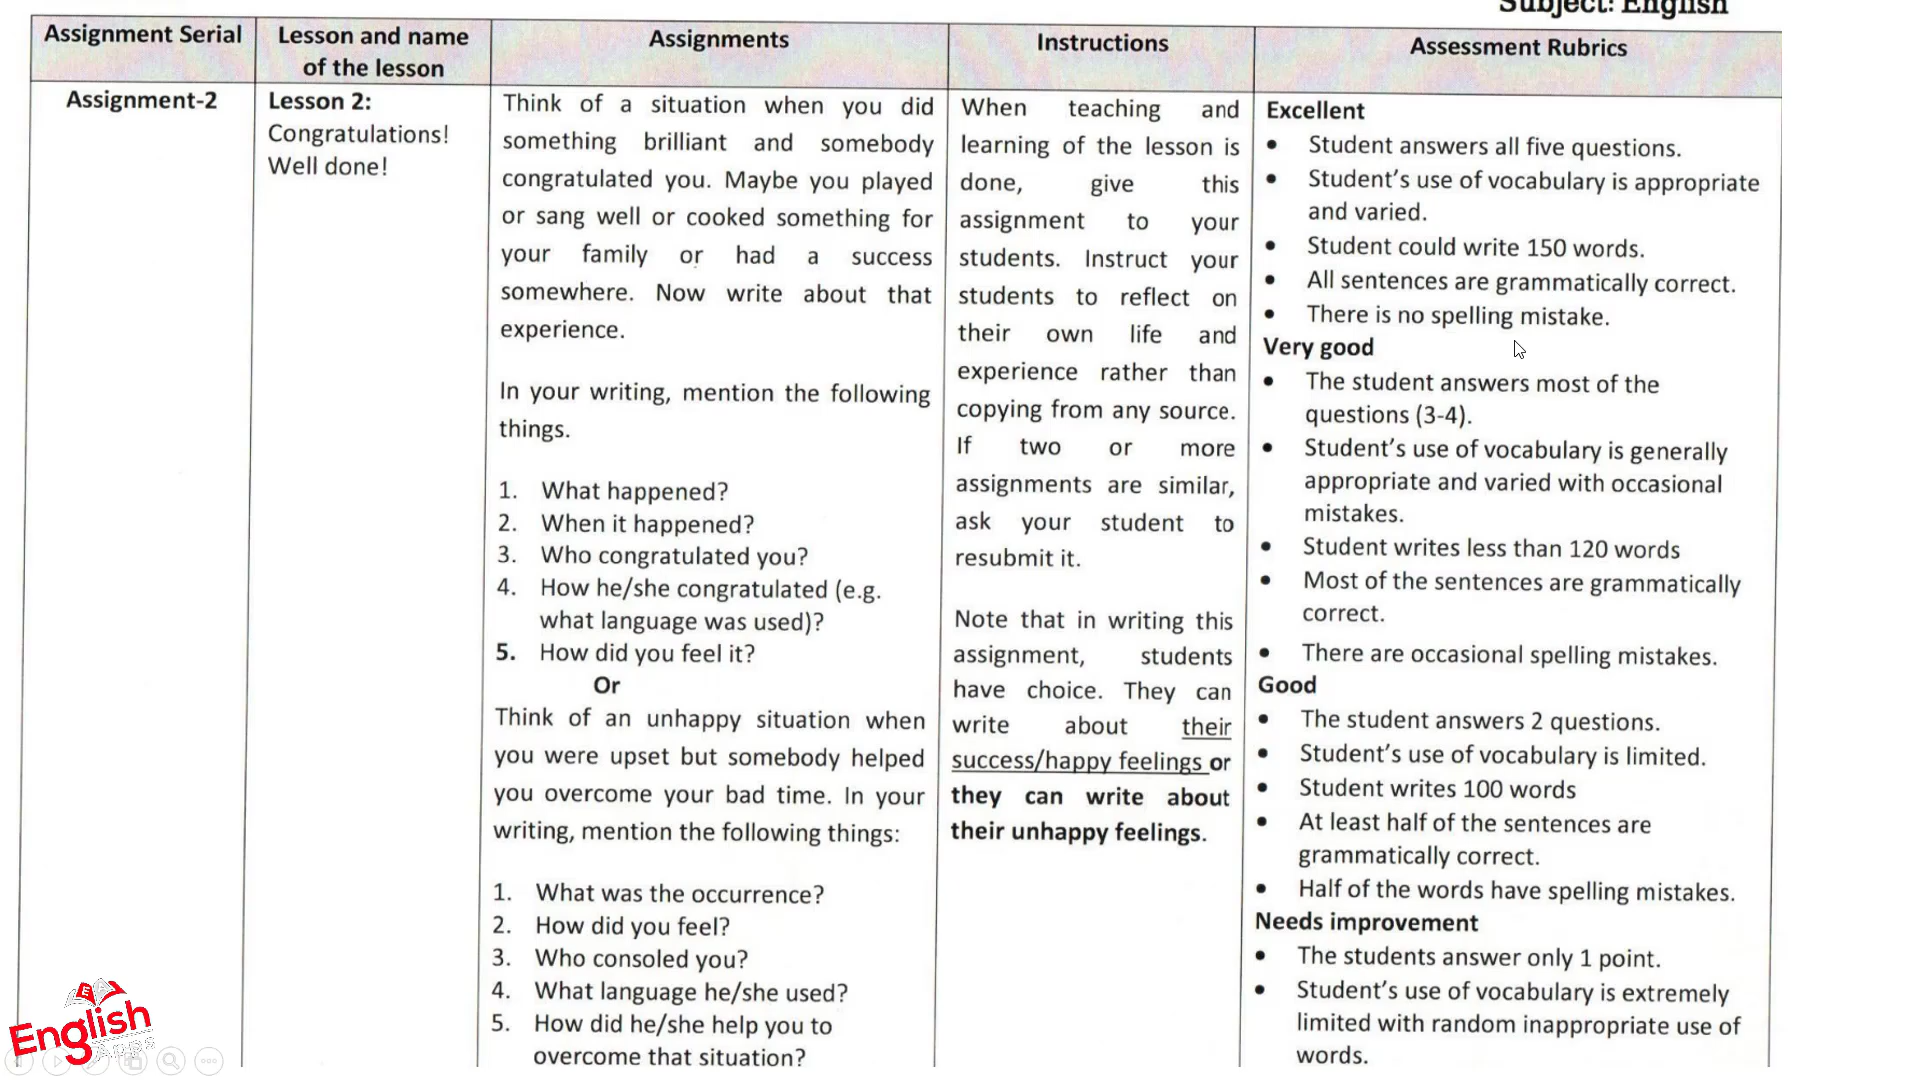 Subject: English
Assignment Serial
Lesson and name
of the lesson
Assignments
Instructions
Assessment Rubrics
Assignment-2
Lesson 2:
Congratulations!
Well done!
Think of a situation when you did
something brilliant and somebody
congratulated you. Maybe you played
or sang well or cooked something for
your family or had a success
somewhere. Now write about that
experience.
In your writing, mention the following
things.
1. What happened?
2. When it happened?
3. Who congratulated you?
4. How he/she congratulated (e.g.
what language was used)?
5. How did you feel it?
Or
Think of an unhappy situation when
you were upset but somebody helped
you overcome your bad time. In your
writing, mention the following things:
1. What was the occurrence?
2. How did you feel?
3. Who consoled you?
4. What language he/she used?
5. How did he/she help you to
overcome that situation?
When teaching and
learning of the lesson is
done, give this
assignment to your
students. Instruct your
students to reflect on
their own life and
experience rather than
copying from any source.
If two or more
assignments are similar,
ask your student to
resubmit it.
Note that in writing this
assignment, students
have choice. They can
write about their
success/happy feelings or
they can write about
their unhappy feelings.
Excellent
• Student answers all five questions.
• Student's use of vocabulary is appropriate
and varied.
• Student could write 150 words.
• All sentences are grammatically correct.
• There is no spelling mistake.
Very good
• The student answers most of the
questions (3-4).
• Student's use of vocabulary is generally
appropriate and varied with occasional
mistakes.
• Student writes less than 120 words
• Most of the sentences are grammatically
correct.
• There are occasional spelling mistakes.
Good
• The student answers 2 questions.
• Student's use of vocabulary is limited.
• Student writes 100 words
• At least half of the sentences are
grammatically correct.
• Half of the words have spelling mistakes.
Needs improvement
• The students answer only 1 point.
• Student's use of vocabulary is extremely
limited with random inappropriate use of
words.
EA
English
Apps